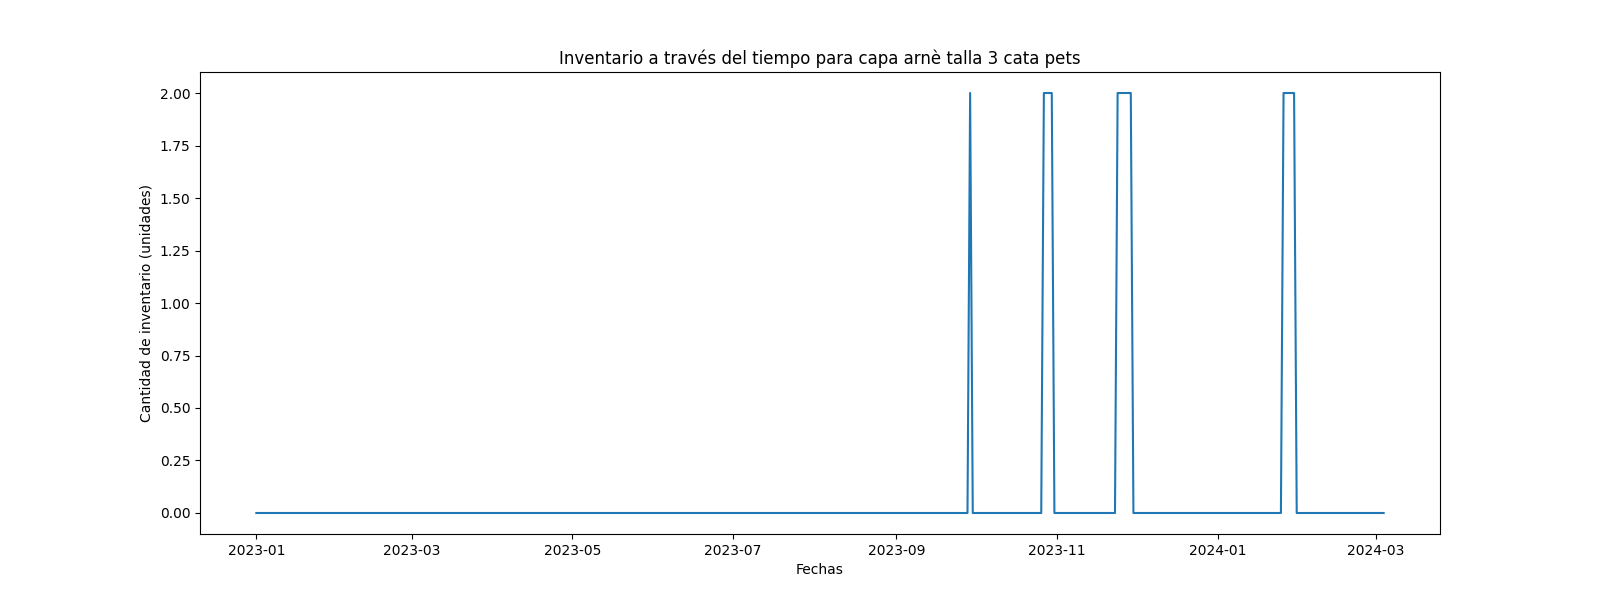 Inventario a través del tiempo para capa arnè talla 3 cata pets
Cantidad de inventario (unidades)
2.00
1.75
1.50
1.25
1.00
0.75
0.50
0.25
0.00
2023-01 2023-03 2023-05 2023-07 2023-09 2023-11 2024-01 2024-03
Fechas